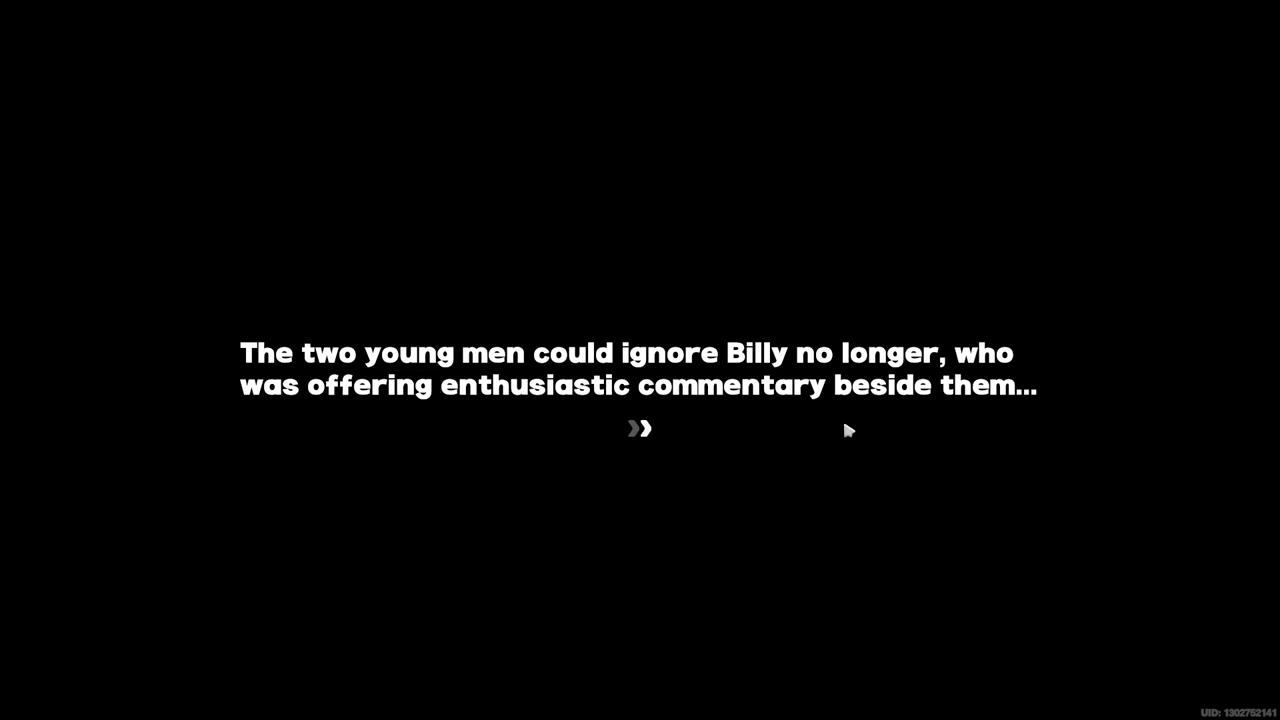 The two young men could ignore Billy no longer, who
was offering enthusiastic commentary beside them...
UID: 1302752141